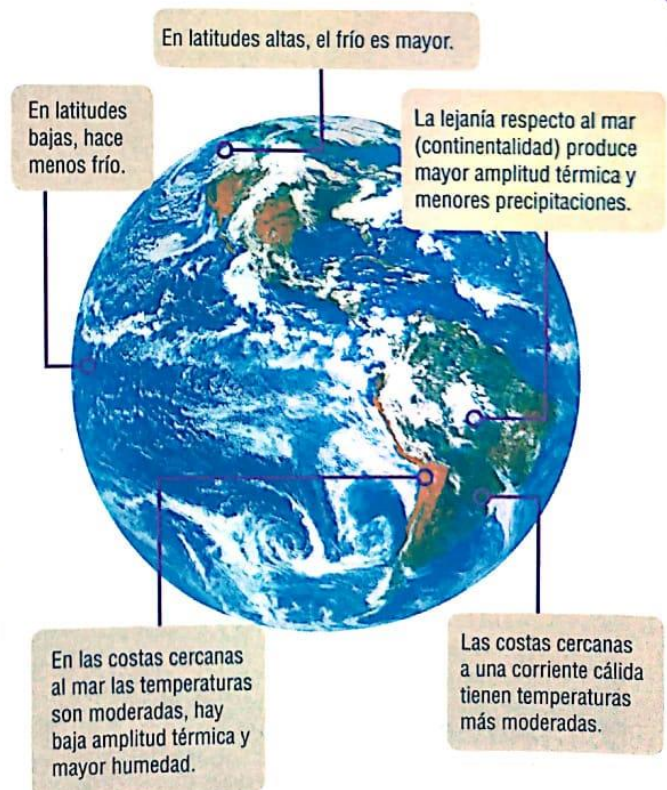 En latitudes altas, el frío es mayor.
En latitudes
bajas, hace
menos frío.
La lejanía respecto al mar
(continentalidad) produce
mayor amplitud térmica y
menores precipitaciones.
En las costas cercanas
al mar las temperaturas
son moderadas, hay
baja amplitud térmica y
mayor humedad.
Las costas cercanas
a una corriente cálida
tienen temperaturas
más moderadas.